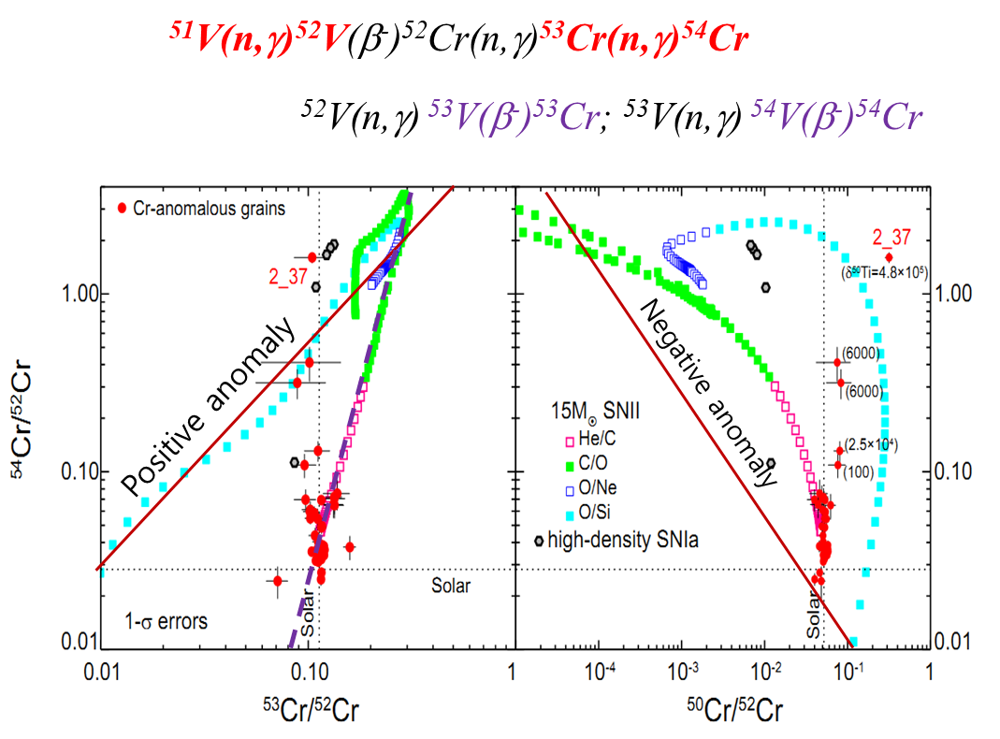 ⁵¹V(n,γ)⁵²V(β⁻)⁵²Cr(n,γ)⁵³Cr(n,γ)⁵⁴Cr
⁵²V(n,γ) ⁵³V(β⁻)⁵³Cr; ⁵³V(n,γ) ⁵⁴V(β⁻)⁵⁴Cr
Cr-anomalous grains
2_37
Positive anomaly
Solar
Solar
1-σ errors
⁵⁴Cr/⁵²Cr
1.00
0.10
0.01
0.01
0.10
1
⁵³Cr/⁵²Cr
2_37
(δ⁵⁰Ti=4.8×10⁵)
(6000)
(6000)
(2.5×10⁴)
(100)
Negative anomaly
15M⊙ SNII
He/C
C/O
O/Ne
O/Si
high-density SNIa
Solar
1.00
0.10
0.01
10⁻⁴
10⁻³
10⁻²
10⁻¹
1
⁵⁰Cr/⁵²Cr